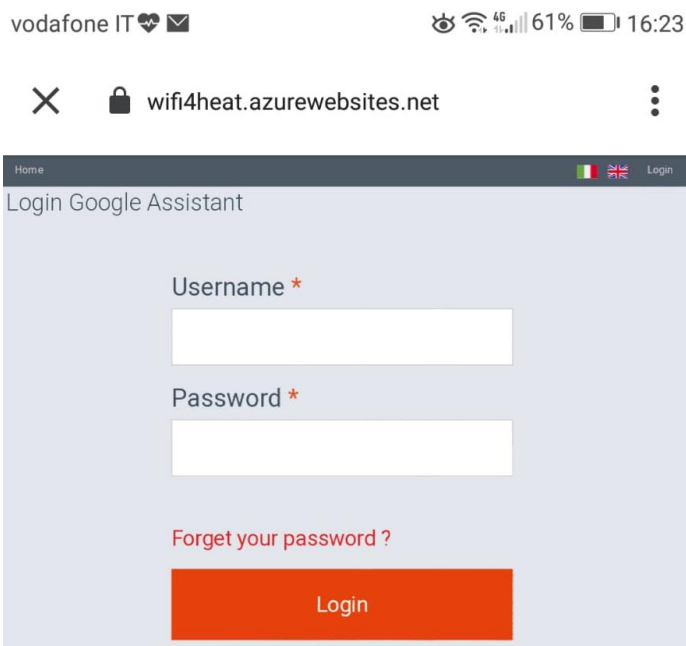 vodafone IT 4G 61% 16:23
wifi4heat.azurewebsites.net
Home Login
Login Google Assistant
Username *
Password *
Forget your password ?
Login